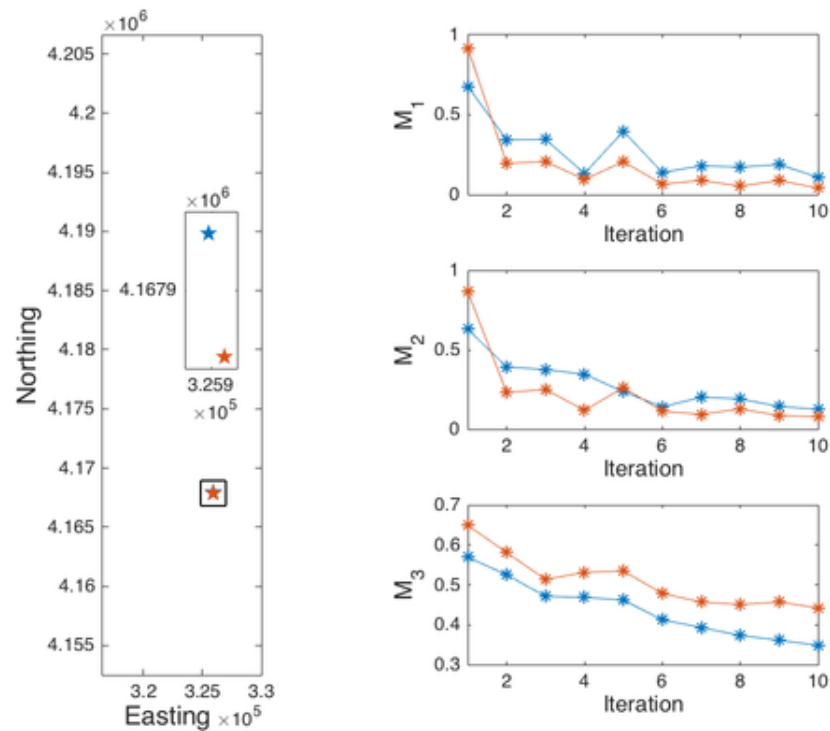 ×10⁶
4.205
4.2
4.195
4.19
4.185
4.18
4.175
4.17
4.165
4.16
4.155
Northing
3.2 3.25 3.3
Easting ×10⁵
×10⁶
4.1679
3.259
×10⁵
1
0.5
0
M₁
2 4 6 8 10
Iteration
1
0.5
0
M₂
2 4 6 8 10
Iteration
0.7
0.6
0.5
0.4
0.3
M₃
2 4 6 8 10
Iteration